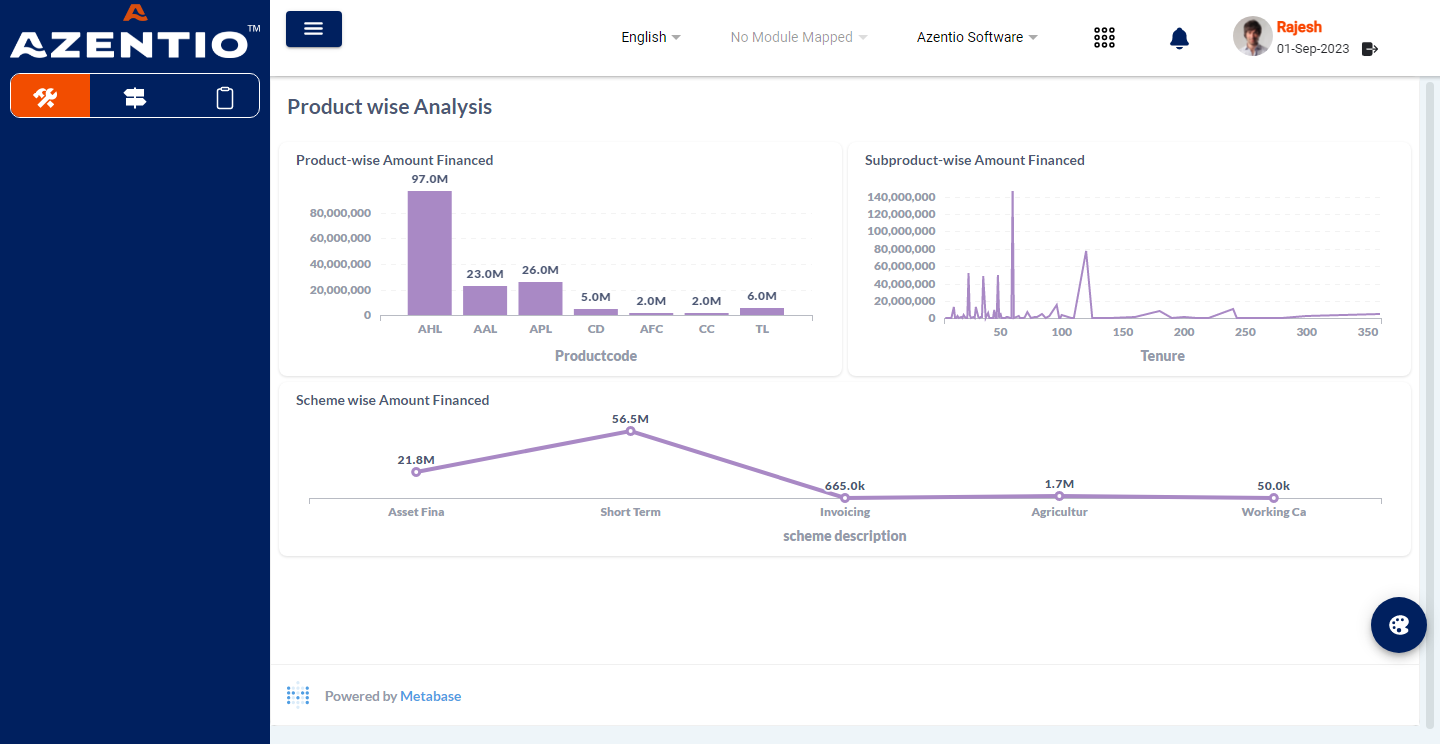 AZENTIO™
English
No Module Mapped
Azentio Software
Rajesh
01-Sep-2023
Product wise Analysis
Product-wise Amount Financed
97.0M
80,000,000
60,000,000
40,000,000
20,000,000
0
23.0M
26.0M
5.0M
2.0M
2.0M
6.0M
AHL AAL APL CD AFC CC TL
Productcode
Subproduct-wise Amount Financed
140,000,000
120,000,000
100,000,000
80,000,000
60,000,000
40,000,000
20,000,000
0
50 100 150 200 250 300 350
Tenure
Scheme wise Amount Financed
21.8M
56.5M
665.0k
1.7M
50.0k
Asset Fina Short Term Invoicing Agricultur Working Ca
scheme description
Powered by Metabase